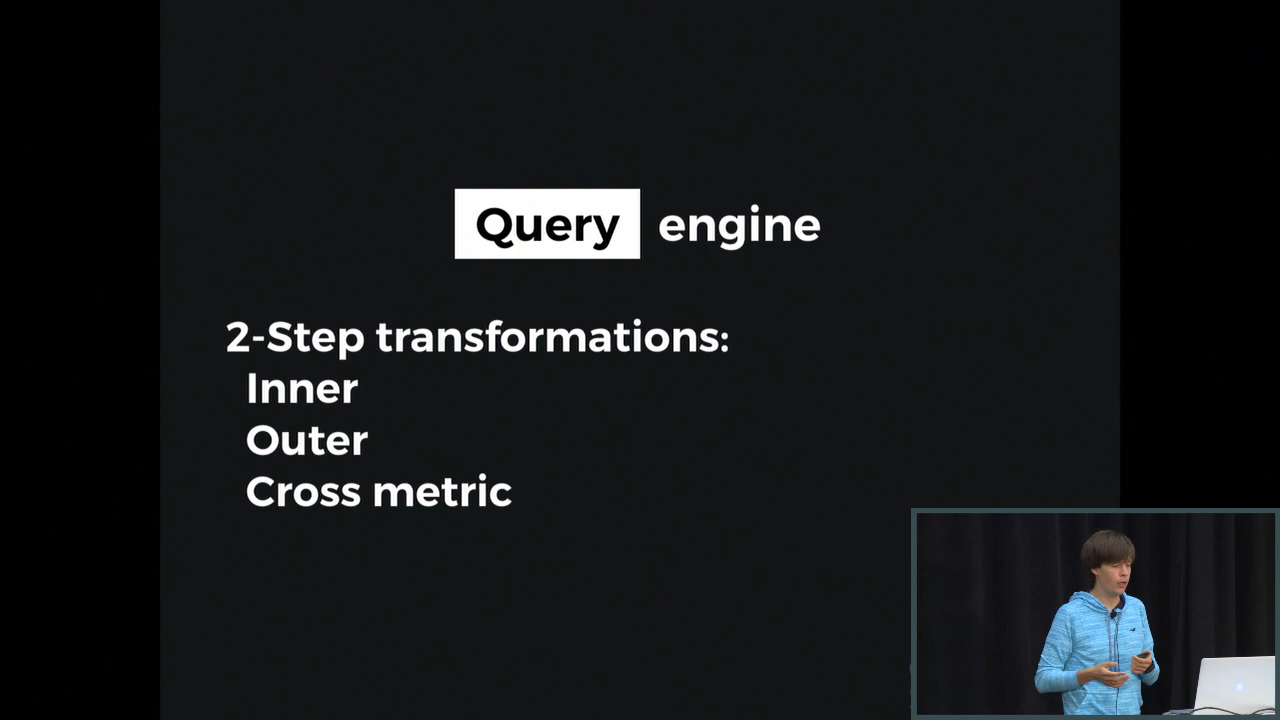 Query engine
2-Step transformations:
Inner
Outer
Cross metric